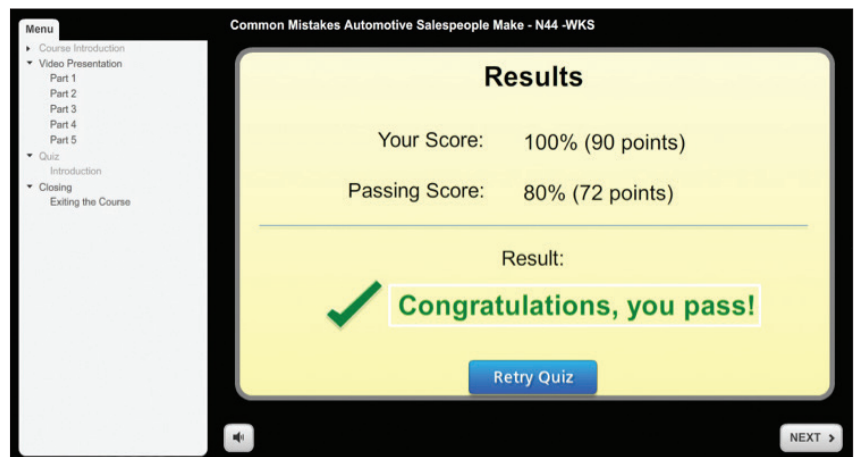 Menu
Common Mistakes Automotive Salespeople Make - N44 -WKS
Course Introduction
Video Presentation
Part 1
Part 2
Part 3
Part 4
Part 5
Quiz
Introduction
Closing
Exiting the Course
Results
Your Score: 100% (90 points)
Passing Score: 80% (72 points)
Result:
Congratulations, you pass!
Retry Quiz
NEXT